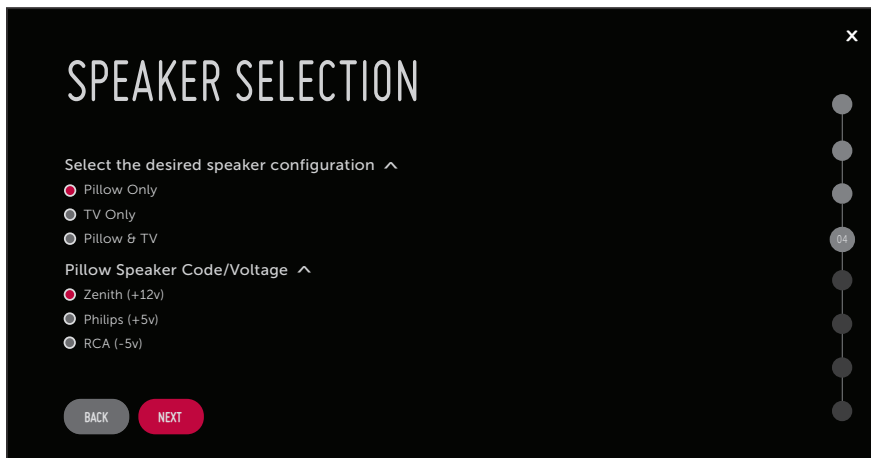 X
SPEAKER SELECTION
Select the desired speaker configuration
Pillow Only
TV Only
Pillow & TV
04
Pillow Speaker Code/Voltage
Zenith (+12v)
Philips (+5v)
RCA (-5v)
BACK
NEXT